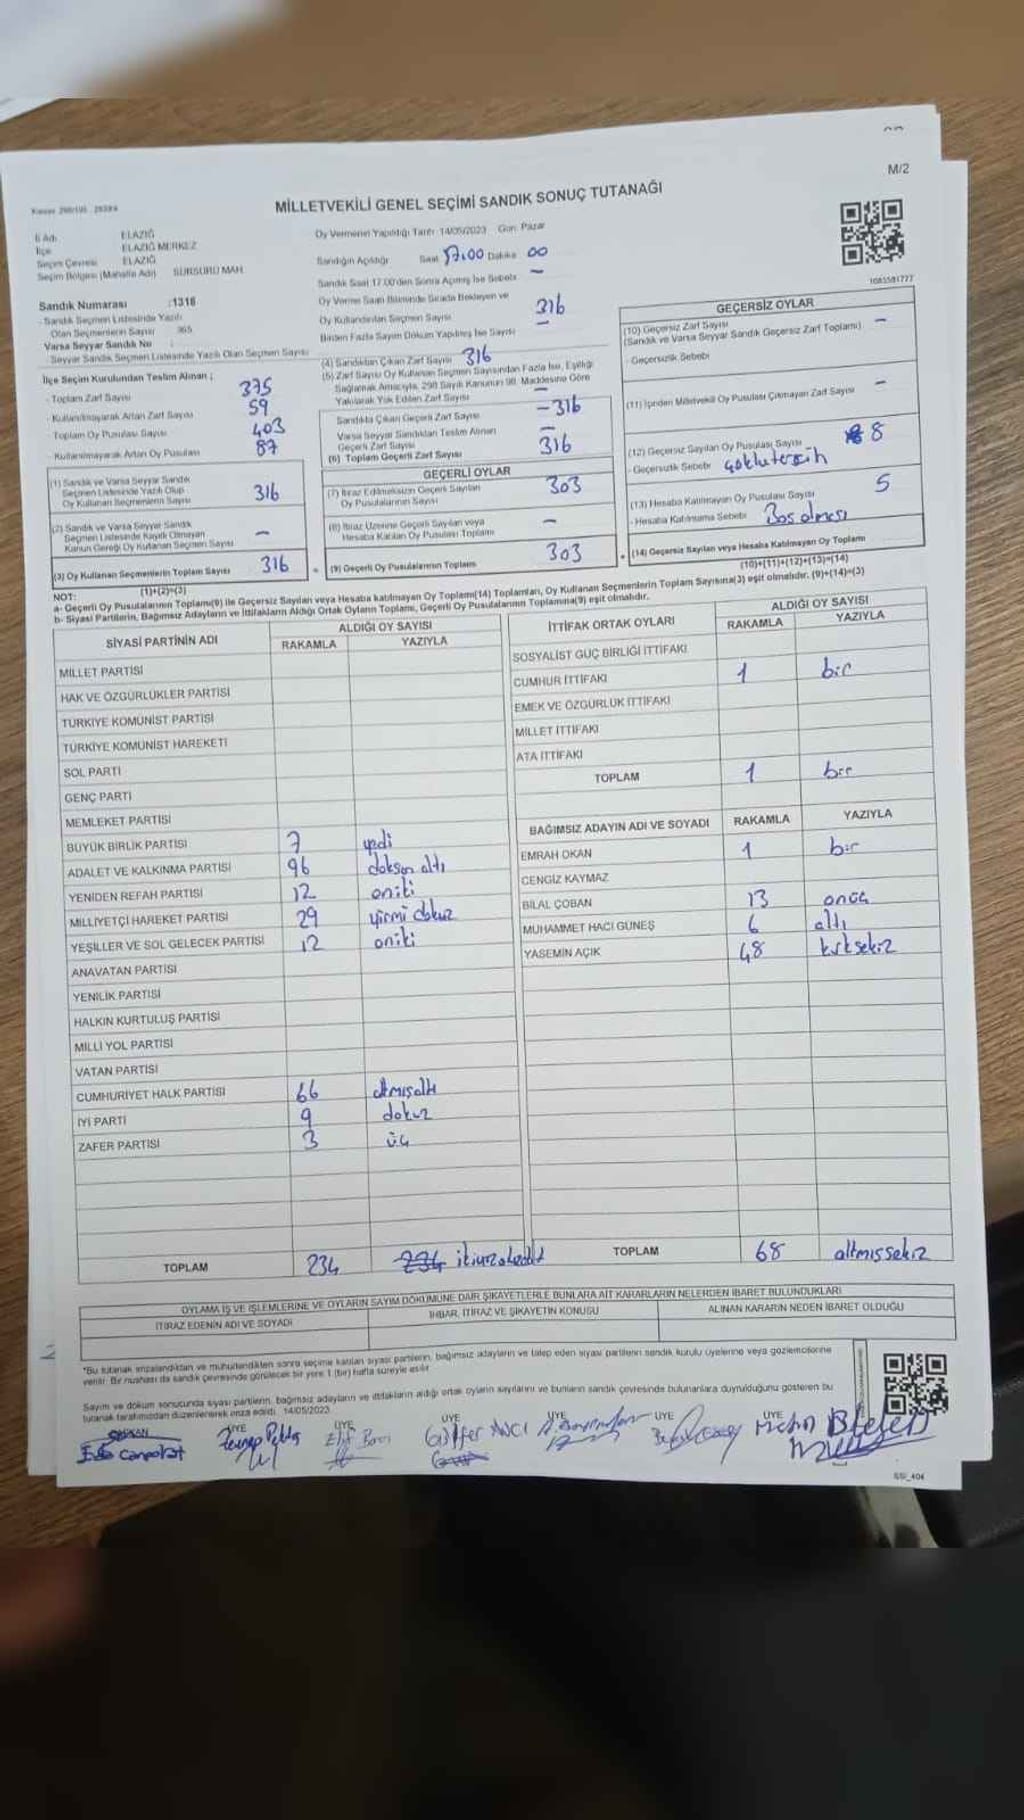 M/2
MİLLETVEKİLİ GENEL SEÇİMİ SANDIK SONUÇ TUTANAĞI
İl Adı ELAZIĞ
İlçe ELAZIĞ MERKEZ
Seçim Çevresi ELAZIĞ
Seçim Bölgesi (Mahalle Adı) SÜRSÜRÜ MAH.
Sandık Numarası :1318
- Sandık Seçmen Listesinde Yazılı
Olan Seçmenlerin Sayısı 365
Varsa Seyyar Sandık No :
- Seyyar Sandık Seçmen Listesinde Yazılı Olan Seçmen Sayısı
Oy Vermenin Yapıldığı Tarih: 14/05/2023 Gün: Pazar
Sandığın Açıldığı Saat 17.00 Dakika 00
Sandık Saat 17.00'den Sonra Açılmış İse Sebebi -
Oy Verme Saati Bitiminde Sırada Bekleyen ve
Oy Kullandırılan Seçmen Sayısı 316
Birden Fazla Sayım Döküm Yapılmış İse Sayısı -
İlçe Seçim Kurulundan Teslim Alınan ;
- Toplam Zarf Sayısı 375
- Kullanılmayarak Artan Zarf Sayısı 59
- Toplam Oy Pusulası Sayısı 403
- Kullanılmayarak Artan Oy Pusulası 87
(1) Sandık ve Varsa Seyyar Sandık
Seçmen Listesinde Yazılı Olup
Oy Kullanan Seçmenlerin Sayısı 316
(2) Sandık ve Varsa Seyyar Sandık
Seçmen Listesinde Kayıtlı Olmayan
Kanun Gereği Oy Kullanan Seçmen Sayısı -
(3) Oy Kullanan Seçmenlerin Toplam Sayısı 316
(1)+(2)=(3)
(4) Sandıktan Çıkan Zarf Sayısı 316
(5) Zarf Sayısı Oy Kullanan Seçmen Sayısından Fazla İse, Eşitliği
Sağlamak Amacıyla, 298 Sayılı Kanunun 98. Maddesine Göre
Yakılarak Yok Edilen Zarf Sayısı -
Sandıkta Çıkan Geçerli Zarf Sayısı -316
Varsa Seyyar Sandıktan Teslim Alınan
Geçerli Zarf Sayısı -
(6) Toplam Geçerli Zarf Sayısı 316
GEÇERLİ OYLAR
(7) İtiraz Edilmeksizin Geçerli Sayılan
Oy Pusulalarının Sayısı 303
(8) İtiraz Üzerine Geçerli Sayılan veya
Hesaba Katılan Oy Pusulası Toplamı -
(9) Geçerli Oy Pusulalarının Toplamı 303
1083581777
GEÇERSİZ OYLAR
(10) Geçersiz Zarf Sayısı
(Sandık ve Varsa Seyyar Sandık Geçersiz Zarf Toplamı) -
- Geçersizlik Sebebi
(11) İçinden Milletvekili Oy Pusulası Çıkmayan Zarf Sayısı -
(12) Geçersiz Sayılan Oy Pusulası Sayısı 8
- Geçersizlik Sebebi Çoklu tercih
(13) Hesaba Katılmayan Oy Pusulası Sayısı 5
- Hesaba Katılmama Sebebi Boş olması
(14) Geçersiz Sayılan veya Hesaba Katılmayan Oy Toplamı
(10)+(11)+(12)+(13)=(14)
NOT:
a- Geçerli Oy Pusulalarının Toplamı(9) ile Geçersiz Sayılan veya Hesaba katılmayan Oy Toplamı(14) Toplamları, Oy Kullanan Seçmenlerin Toplam Sayısına(3) eşit olmalıdır. (9)+(14)=(3)
b- Siyasi Partilerin, Bağımsız Adayların ve İttifakların Aldığı Ortak Oyların Toplamı, Geçerli Oy Pusulalarının Toplamına(9) eşit olmalıdır.
SİYASİ PARTİNİN ADI ALDIĞI OY SAYISI
RAKAMLA YAZIYLA
MİLLET PARTİSİ
HAK VE ÖZGÜRLÜKLER PARTİSİ
TÜRKİYE KOMÜNİST PARTİSİ
TÜRKİYE KOMÜNİST HAREKETİ
SOL PARTİ
GENÇ PARTİ
MEMLEKET PARTİSİ
BÜYÜK BİRLİK PARTİSİ 7 yedi
ADALET VE KALKINMA PARTİSİ 96 doksan altı
YENİDEN REFAH PARTİSİ 12 oniki
MİLLİYETÇİ HAREKET PARTİSİ 29 yirmi dokuz
YEŞİLLER VE SOL GELECEK PARTİSİ 12 oniki
ANAVATAN PARTİSİ
YENİLİK PARTİSİ
HALKIN KURTULUŞ PARTİSİ
MİLLİ YOL PARTİSİ
VATAN PARTİSİ
CUMHURİYET HALK PARTİSİ 66 altmışaltı
İYİ PARTİ 9 dokuz
ZAFER PARTİSİ 3 üç
TOPLAM 234 234
İTTİFAK ORTAK OYLARI ALDIĞI OY SAYISI
RAKAMLA YAZIYLA
SOSYALİST GÜÇ BİRLİĞİ İTTİFAKI
CUMHUR İTTİFAKI 1 bir
EMEK VE ÖZGÜRLÜK İTTİFAKI
MİLLET İTTİFAKI
ATA İTTİFAKI
TOPLAM 1 bir
BAĞIMSIZ ADAYIN ADI VE SOYADI RAKAMLA YAZIYLA
EMRAH OKAN 1 bir
CENGİZ KAYMAZ
BİLAL ÇOBAN 13 onüç
MUHAMMET HACI GÜNEŞ 6 altı
YASEMİN AÇIK 48 kırksekiz
TOPLAM 68 altmışsekiz
OYLAMA İŞ VE İŞLEMLERİNE VE OYLARIN SAYIM DÖKÜMÜNE DAİR ŞİKAYETLERLE BUNLARA AİT KARARLARIN NELERDEN İBARET BULUNDUKLARI
İTİRAZ EDENİN ADI VE SOYADI İHBAR, İTİRAZ VE ŞİKAYETİN KONUSU ALINAN KARARIN NEDEN İBARET OLDUĞU
*Bu tutanak imzalandıktan ve mühürlendikten sonra seçime katılan siyasi partilerin, bağımsız adayların ve talep eden siyasi partilerin sandık kurulu üyelerine veya gözlemcilerine
verilir. Bir nüshası da sandık çevresinde görülecek bir yere 1 (bir) hafta süreyle asılır.
Sayım ve döküm sonucunda siyasi partilerin, bağımsız adayların ve ittifakların aldığı ortak oyların sayılarını ve bunların sandık çevresinde bulunanlara duyurulduğunu gösteren bu
tutanak tarafımızdan düzenlenerek imza edildi. 14/05/2023
BAŞKAN ÜYE ÜYE ÜYE ÜYE ÜYE ÜYE
Canpolat
SSİ_404